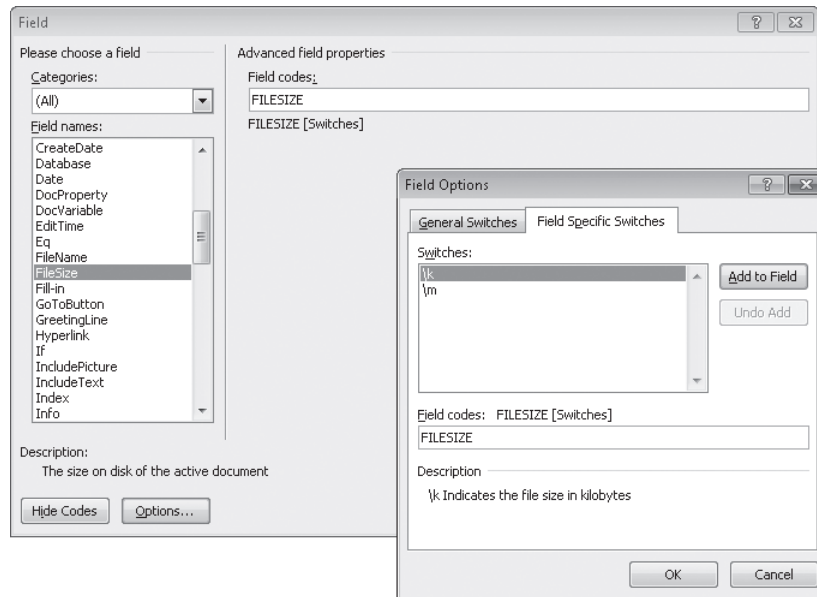 Field
Please choose a field
Categories:
(All)
Field names:
CreateDate
Database
Date
DocProperty
DocVariable
EditTime
Eq
FileName
FileSize
Fill-in
GoToButton
GreetingLine
Hyperlink
If
IncludePicture
IncludeText
Index
Info
Description:
The size on disk of the active document
Hide Codes
Options...
Advanced field properties
Field codes:
FILESIZE
FILESIZE [Switches]
Field Options
General Switches
Field Specific Switches
Switches:
\k
\m
Add to Field
Undo Add
Field codes: FILESIZE [Switches]
FILESIZE
Description
\k Indicates the file size in kilobytes
OK
Cancel